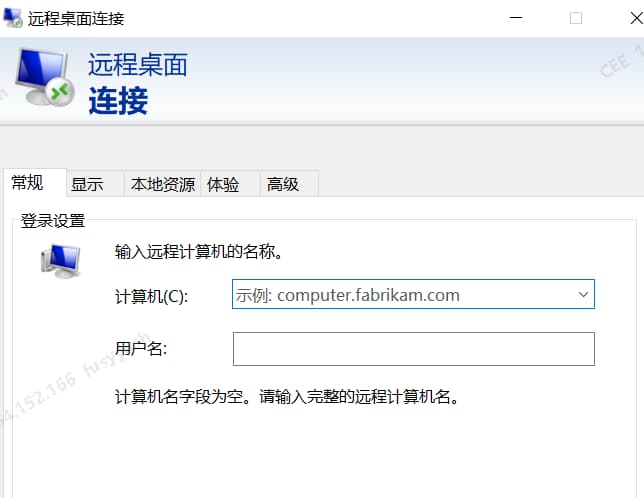 远程桌面连接
远程桌面
连接
常规 显示 本地资源 体验 高级
登录设置
输入远程计算机的名称。
计算机(C): 示例: computer.fabrikam.com
用户名:
计算机名字段为空。请输入完整的远程计算机名。
CEE
4.152.166